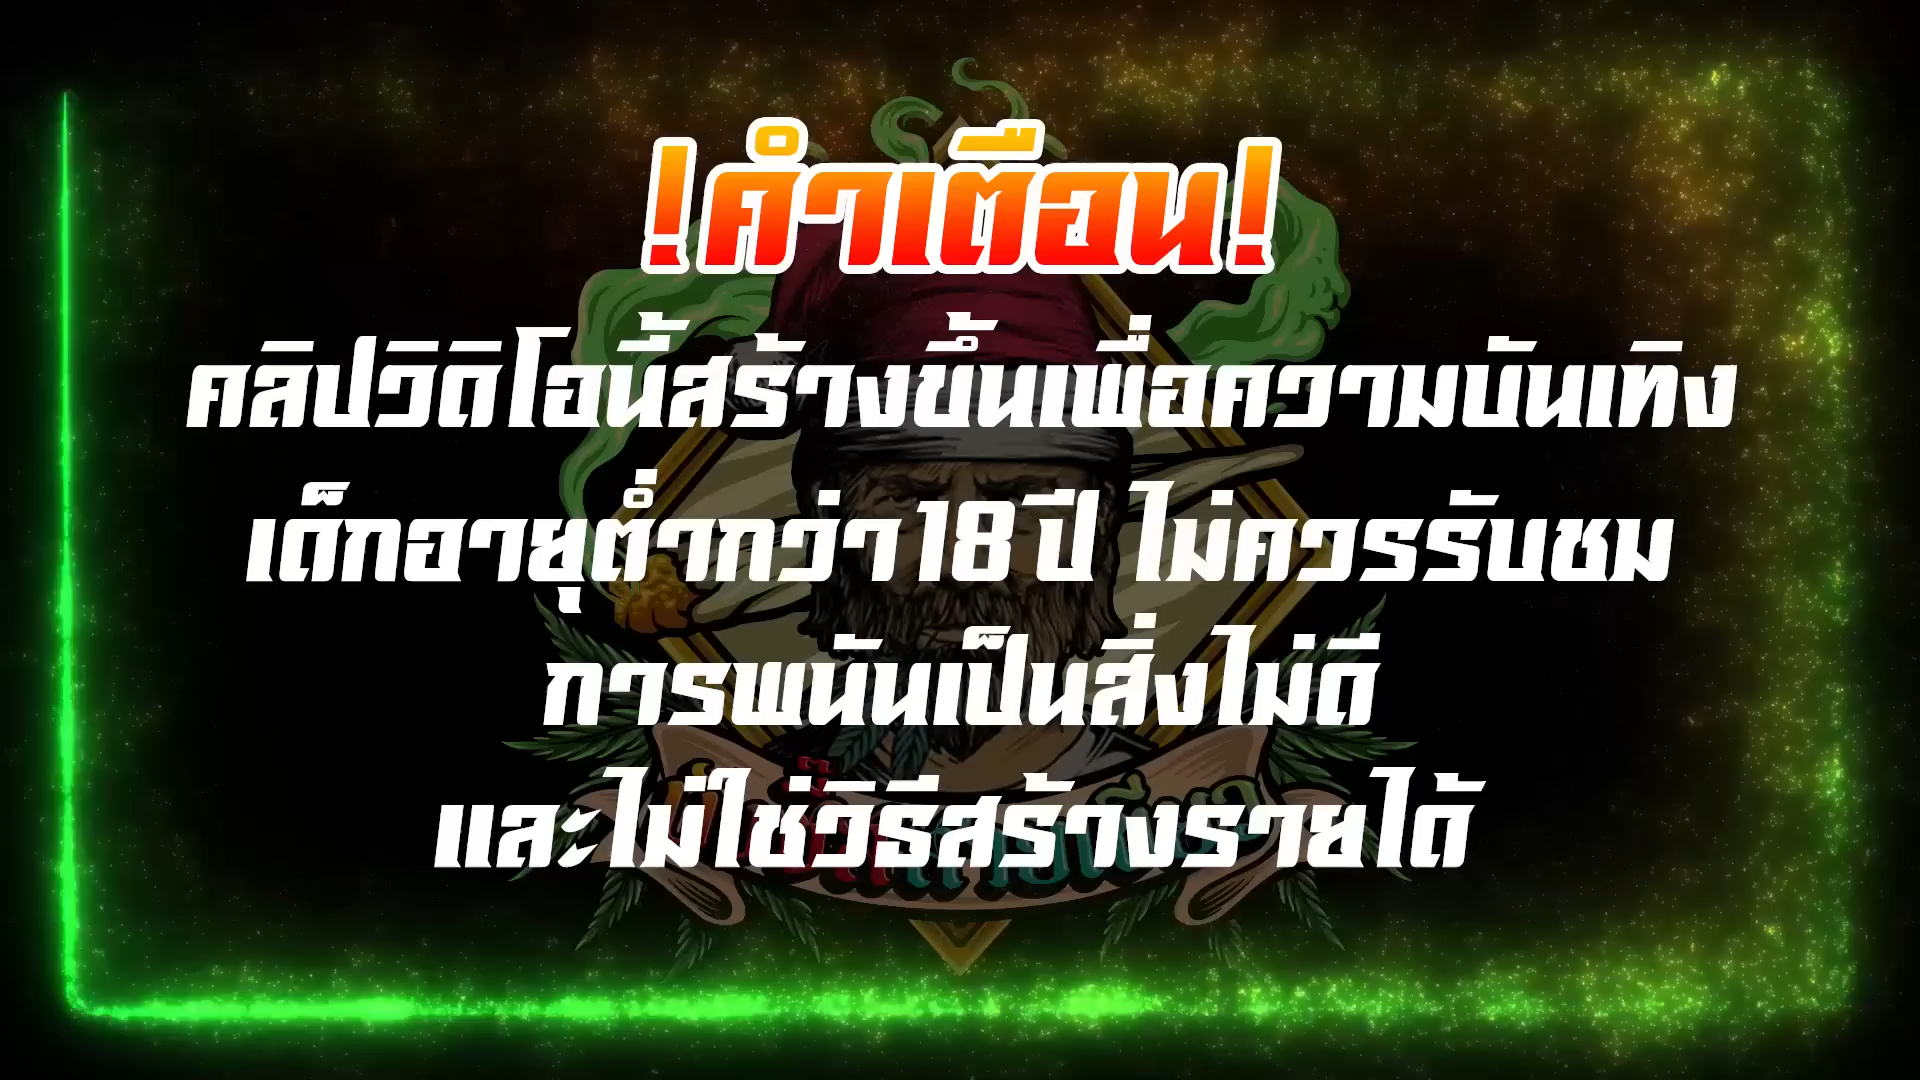 !คำเตือน!
คลิปวิดิโอนี้สร้างขึ้นเพื่อความบันเทิง
เด็กอายุต่ำกว่า 18 ปี ไม่ควรรับชม
การพนันเป็นสิ่งไม่ดี
และไม่ใช่วิธีสร้างรายได้